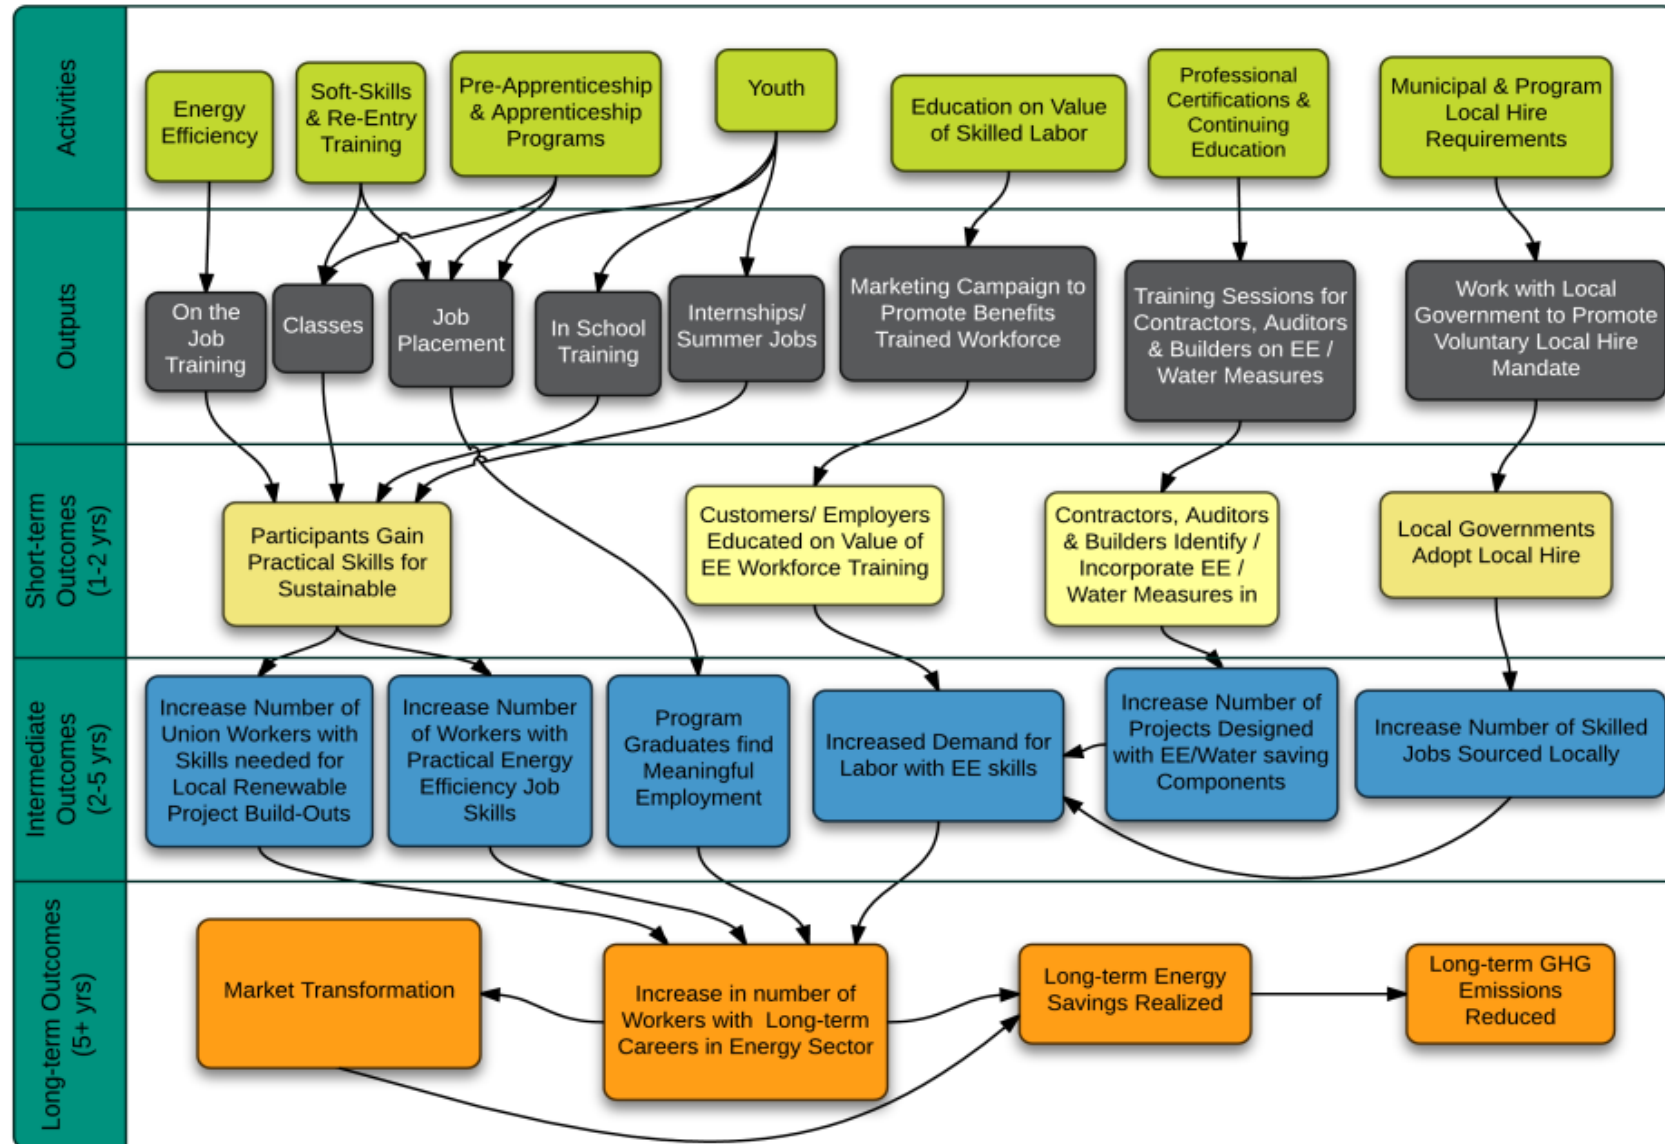 Activities
Energy
Efficiency
Soft-Skills
& Re-Entry
Training
Pre-Apprenticeship
& Apprenticeship
Programs
Youth
Education on Value
of Skilled Labor
Professional
Certifications &
Continuing
Education
Municipal & Program
Local Hire
Requirements
Outputs
On the
Job
Training
Classes
Job
Placement
In School
Training
Internships/
Summer Jobs
Marketing Campaign to
Promote Benefits
Trained Workforce
Training Sessions for
Contractors, Auditors
& Builders on EE /
Water Measures
Work with Local
Government to Promote
Voluntary Local Hire
Mandate
Short-term
Outcomes
(1-2 yrs)
Participants Gain
Practical Skills for
Sustainable
Customers/ Employers
Educated on Value of
EE Workforce Training
Contractors, Auditors
& Builders Identify /
Incorporate EE /
Water Measures in
Local Governments
Adopt Local Hire
Intermediate
Outcomes
(2-5 yrs)
Increase Number of
Union Workers with
Skills needed for
Local Renewable
Project Build-Outs
Increase Number
of Workers with
Practical Energy
Efficiency Job
Skills
Program
Graduates find
Meaningful
Employment
Increased Demand for
Labor with EE skills
Increase Number of
Projects Designed
with EE/Water saving
Components
Increase Number of Skilled
Jobs Sourced Locally
Long-term Outcomes
(5+ yrs)
Market Transformation
Increase in number of
Workers with Long-term
Careers in Energy Sector
Long-term Energy
Savings Realized
Long-term GHG
Emissions
Reduced